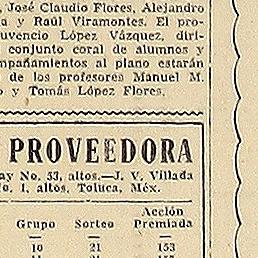 , José Claudio Flores, Alejandro
a y Raúl Viramontes. El pro-
uvencio López Vázquez, diri-
conjunto coral de alumnos y
ompañamientos al piano estarán
de los profesores Manuel M.
y Tomás López Flores.
PROVEEDORA
ay No. 53, altos.—J. V. Villada
o. 1, altos, Toluca, Méx.
Grupo Sorteo Acción Premiada
10 21 153